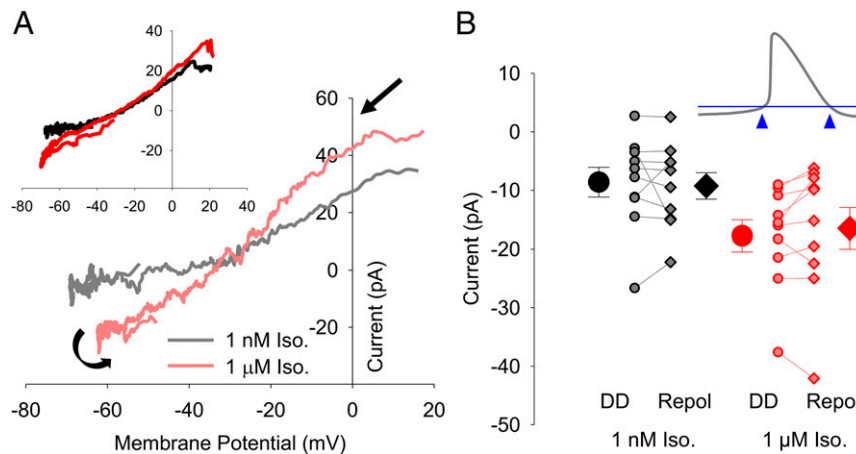 A
40
20
0
-20
-80 -60 -40 -20 0 20 40
60
40
20
0
-20
Current (pA)
1 nM Iso.
1 μM Iso.
-80 -60 -40 -20 0 20
Membrane Potential (mV)
B
10
0
-10
-20
-30
-40
-50
Current (pA)
DD Repol DD Repol
1 nM Iso. 1 µM Iso.